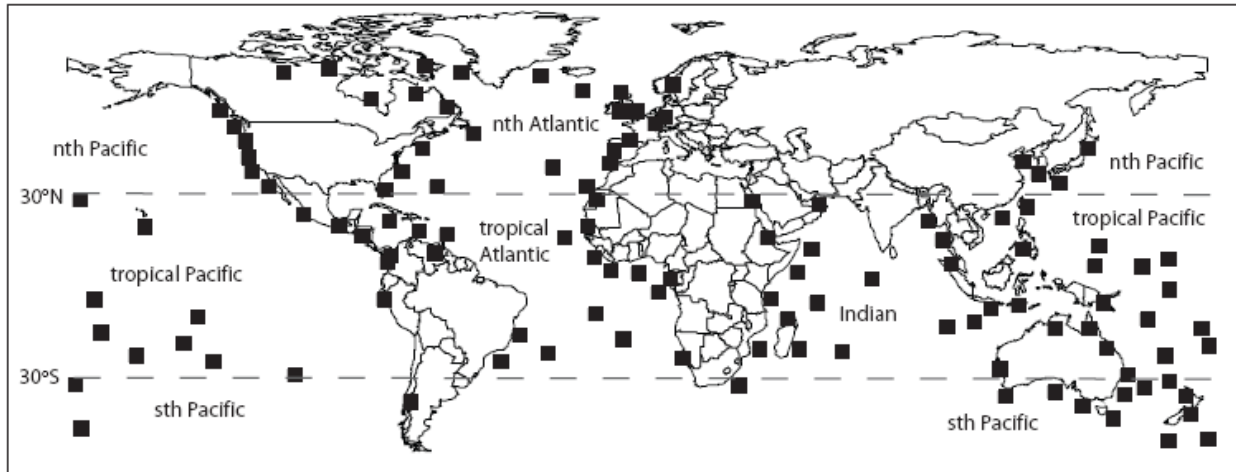 nth Atlantic
nth Pacific
nth Pacific
30°N
tropical Pacific
tropical
Atlantic
tropical Pacific
Indian
30°S
sth Pacific
sth Pacific